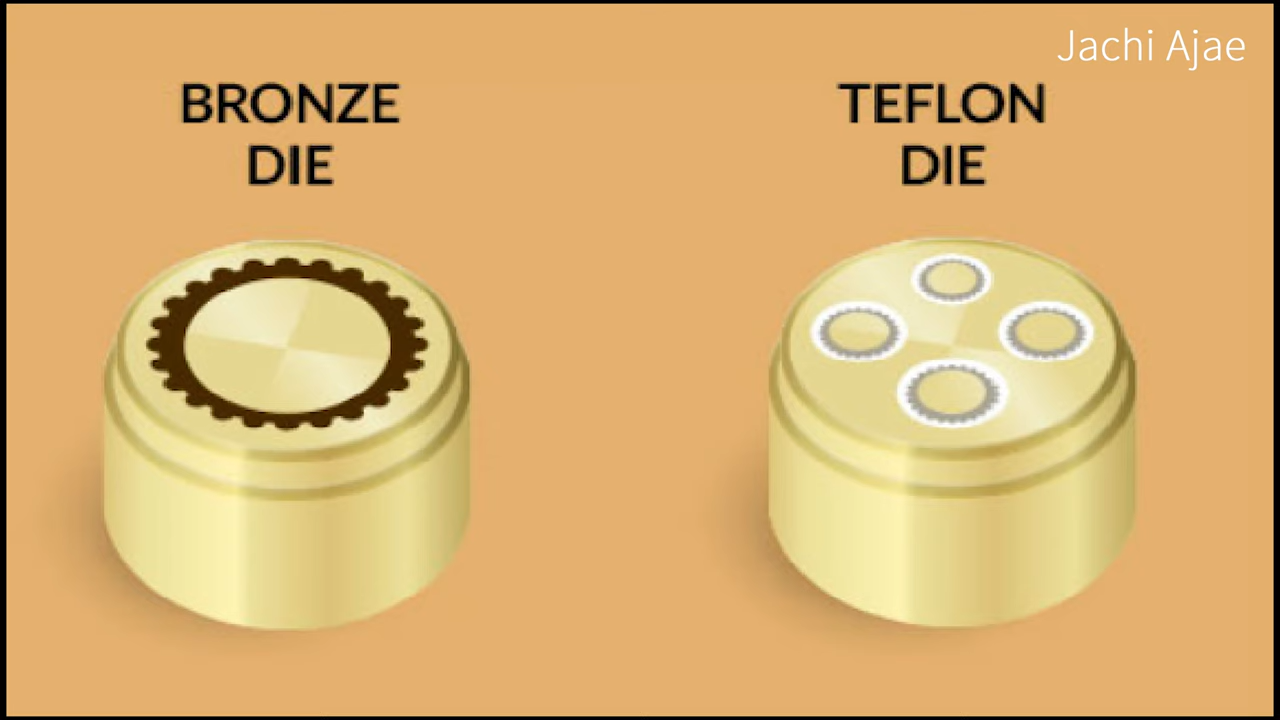 Jachi Ajae
BRONZE
DIE
TEFLON
DIE